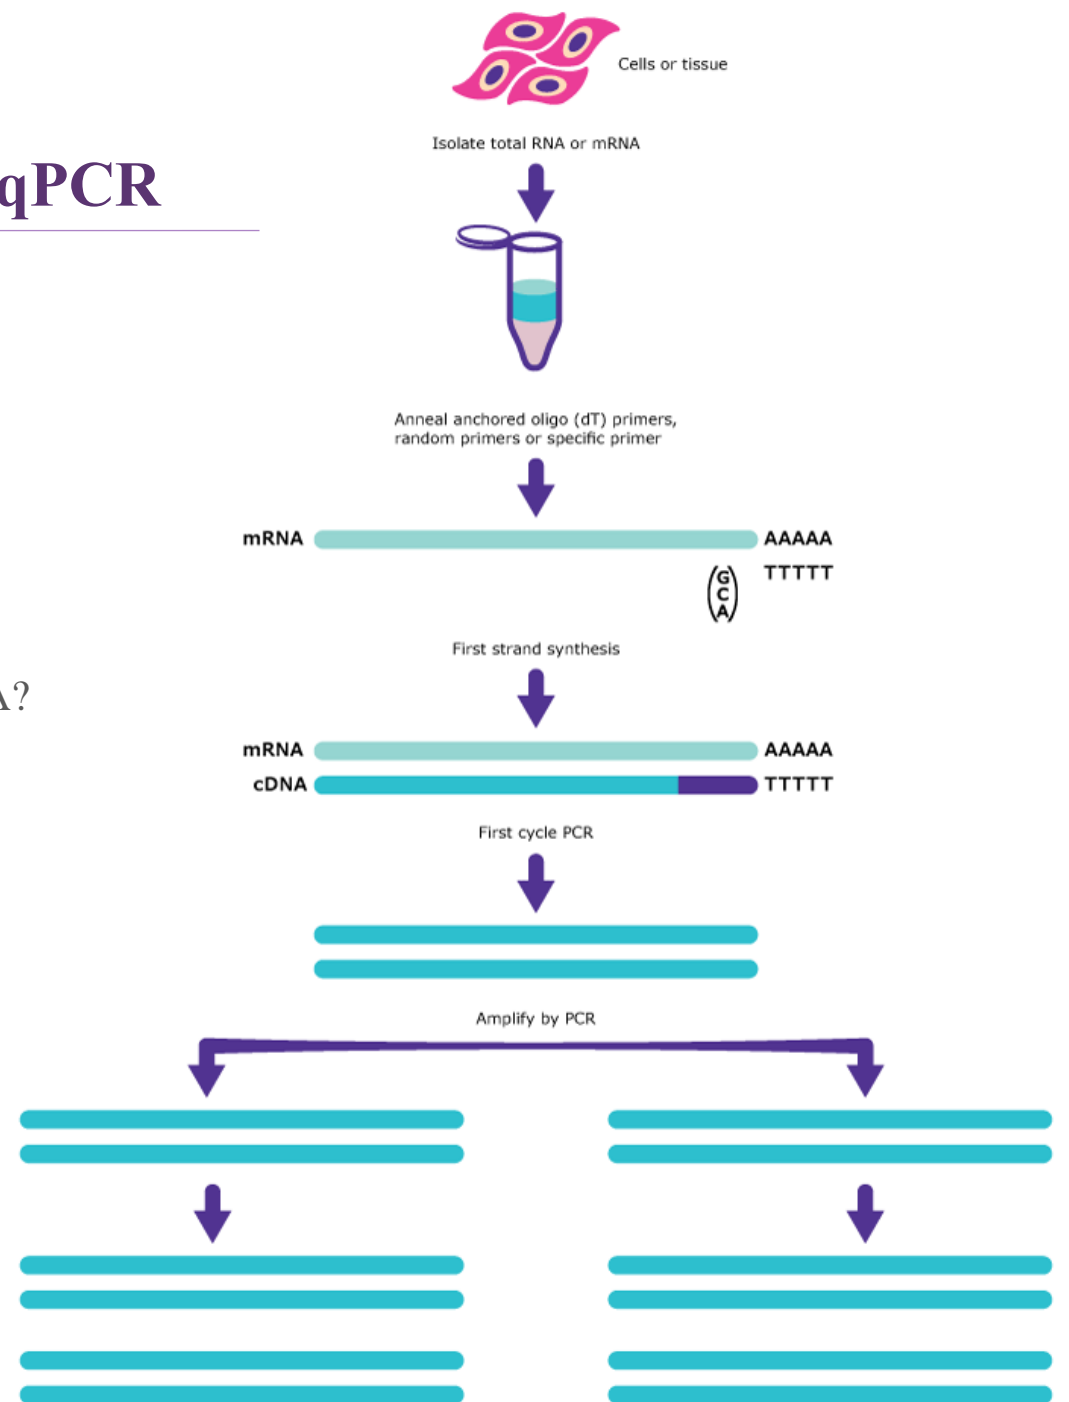 Cells or tissue
Isolate total RNA or mRNA
qPCR
Anneal anchored oligo (dT) primers,
random primers or specific primer
mRNA AAAAA
TTTTT
(G
C
A)
First strand synthesis
A?
mRNA AAAAA
cDNA TTTTT
First cycle PCR
Amplify by PCR